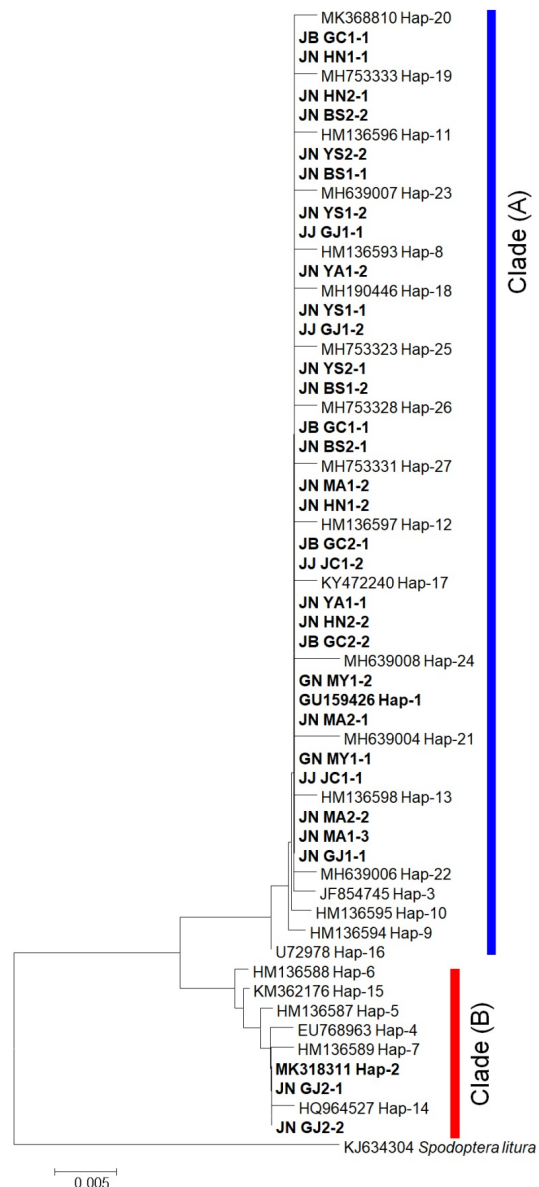 MK368810 Hap-20
JB GC1-1
JN HN1-1
MH753333 Hap-19
JN HN2-1
JN BS2-2
HM136596 Hap-11
JN YS2-2
JN BS1-1
MH639007 Hap-23
JN YS1-2
JJ GJ1-1
HM136593 Hap-8
JN YA1-2
MH190446 Hap-18
JN YS1-1
JJ GJ1-2
MH753323 Hap-25
JN YS2-1
JN BS1-2
MH753328 Hap-26
JB GC1-1
JN BS2-1
MH753331 Hap-27
JN MA1-2
JN HN1-2
HM136597 Hap-12
JB GC2-1
JJ JC1-2
KY472240 Hap-17
JN YA1-1
JN HN2-2
JB GC2-2
MH639008 Hap-24
GN MY1-2
GU159426 Hap-1
JN MA2-1
MH639004 Hap-21
GN MY1-1
JJ JC1-1
HM136598 Hap-13
JN MA2-2
JN MA1-3
JN GJ1-1
MH639006 Hap-22
JF854745 Hap-3
HM136595 Hap-10
HM136594 Hap-9
U72978 Hap-16
Clade (A)
HM136588 Hap-6
KM362176 Hap-15
HM136587 Hap-5
EU768963 Hap-4
HM136589 Hap-7
MK318311 Hap-2
JN GJ2-1
HQ964527 Hap-14
JN GJ2-2
Clade (B)
KJ634304 Spodoptera litura
0.005